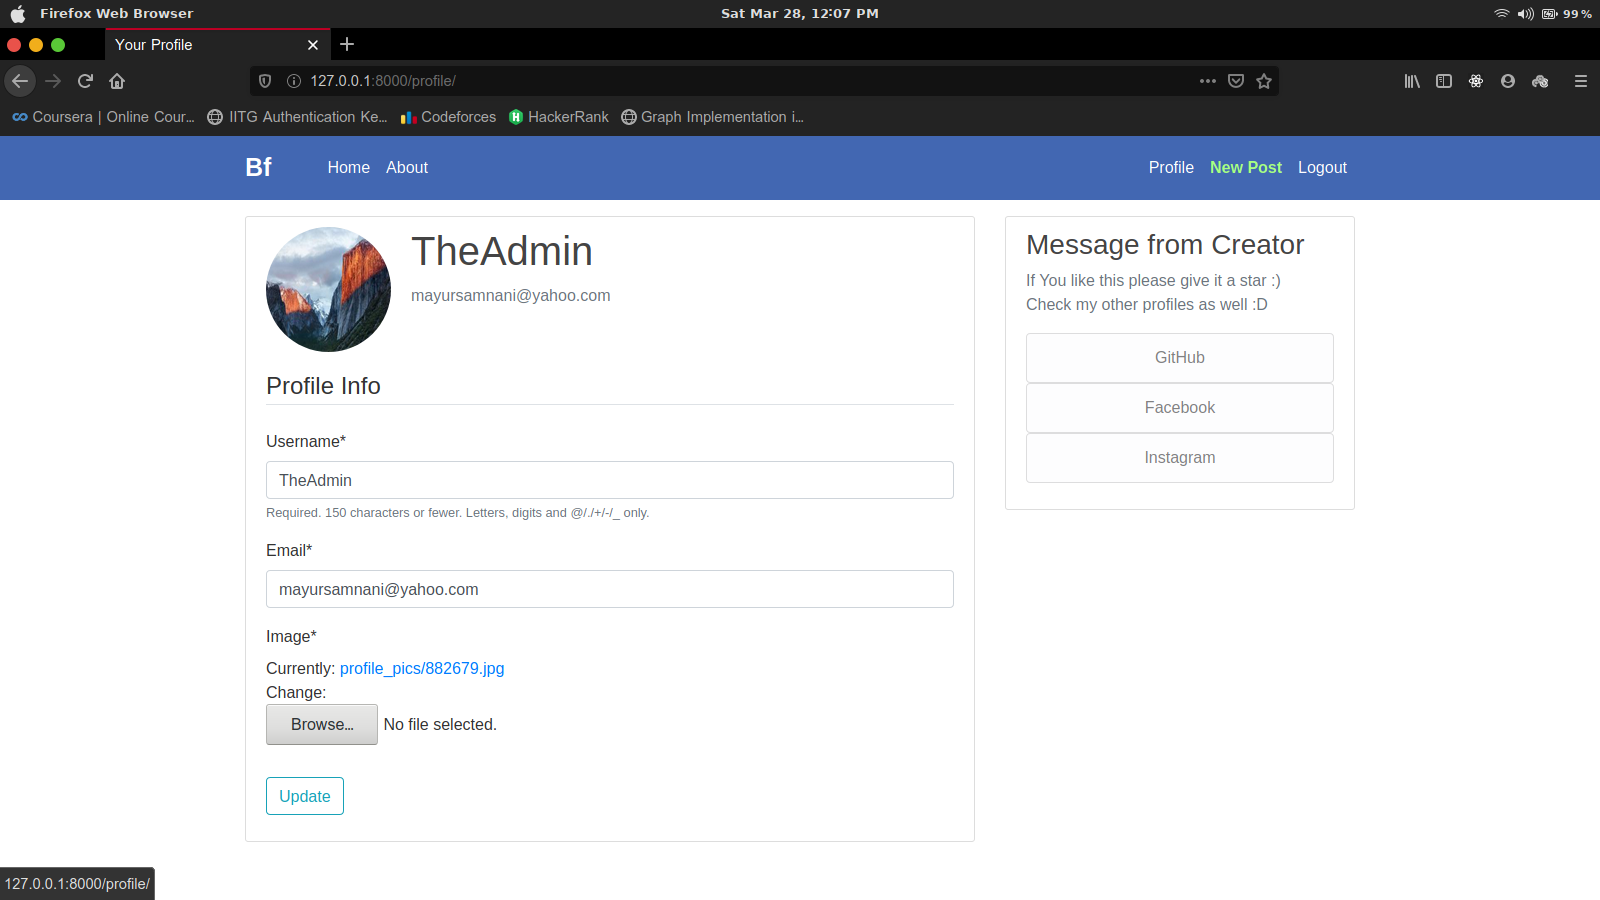 Firefox Web Browser
Sat Mar 28, 12:07 PM
99 %
Your Profile
127.0.0.1:8000/profile/
Coursera | Online Cour...
IITG Authentication Ke...
Codeforces
H HackerRank
Graph Implementation i...
Bf
Home
About
Profile
New Post
Logout
TheAdmin
mayursamnani@yahoo.com
Profile Info
Username*
TheAdmin
Required. 150 characters or fewer. Letters, digits and @/./+/-/_ only.
Email*
mayursamnani@yahoo.com
Image*
Currently: profile_pics/882679.jpg
Change:
Browse... No file selected.
Update
Message from Creator
If You like this please give it a star :)
Check my other profiles as well :D
GitHub
Facebook
Instagram
127.0.0.1:8000/profile/